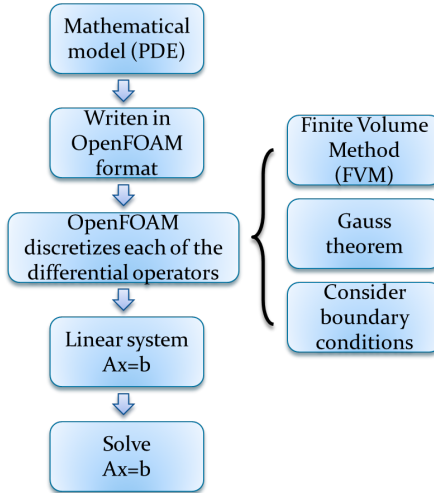 Mathematical
model (PDE)
Writen in
OpenFOAM
format
OpenFOAM
discretizes each of the
differential operators
Linear system
Ax=b
Solve
Ax=b
Finite Volume
Method
(FVM)
Gauss
theorem
Consider
boundary
conditions